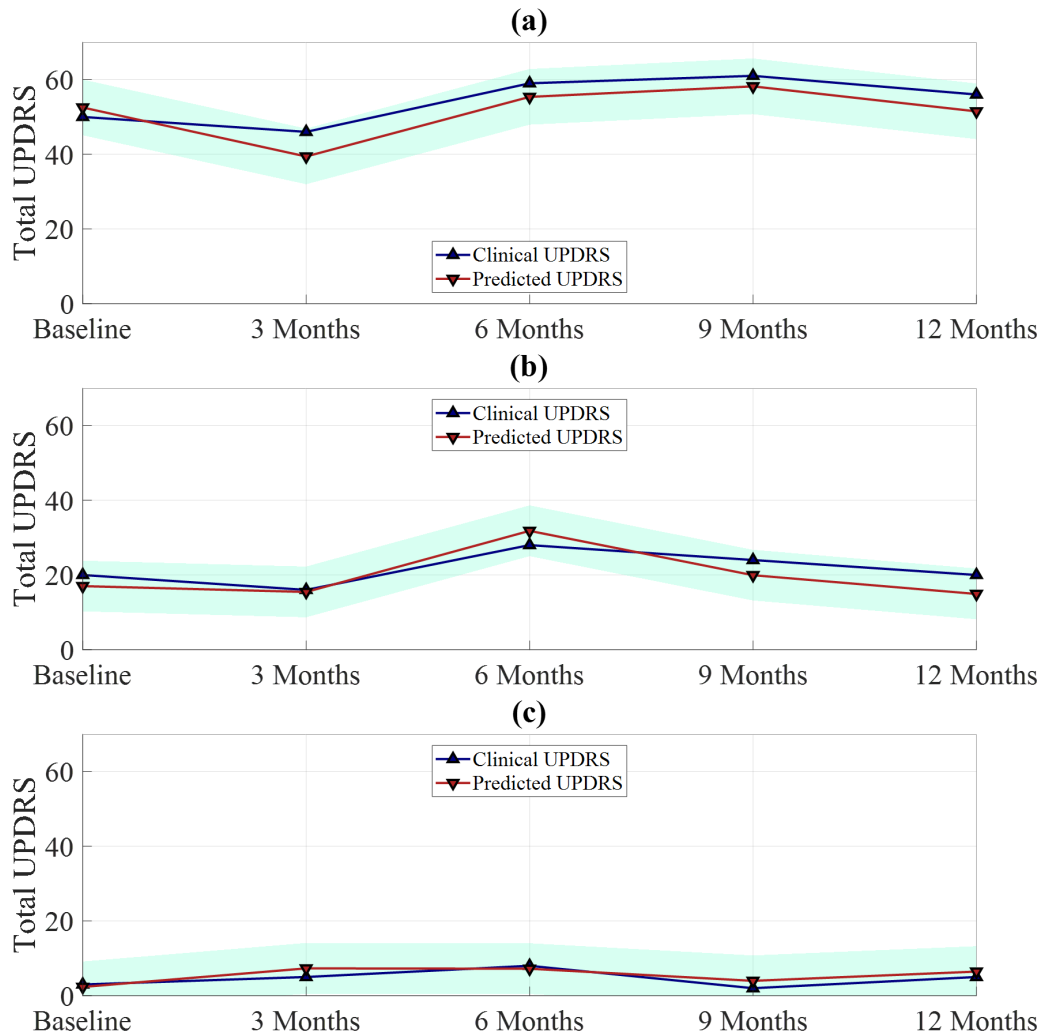 (a)
Total UPDRS
60
40
20
0
Clinical UPDRS
Predicted UPDRS
Baseline
3 Months
6 Months
9 Months
12 Months
(b)
Total UPDRS
60
40
20
0
Clinical UPDRS
Predicted UPDRS
Baseline
3 Months
6 Months
9 Months
12 Months
(c)
Total UPDRS
60
40
20
0
Clinical UPDRS
Predicted UPDRS
Baseline
3 Months
6 Months
9 Months
12 Months